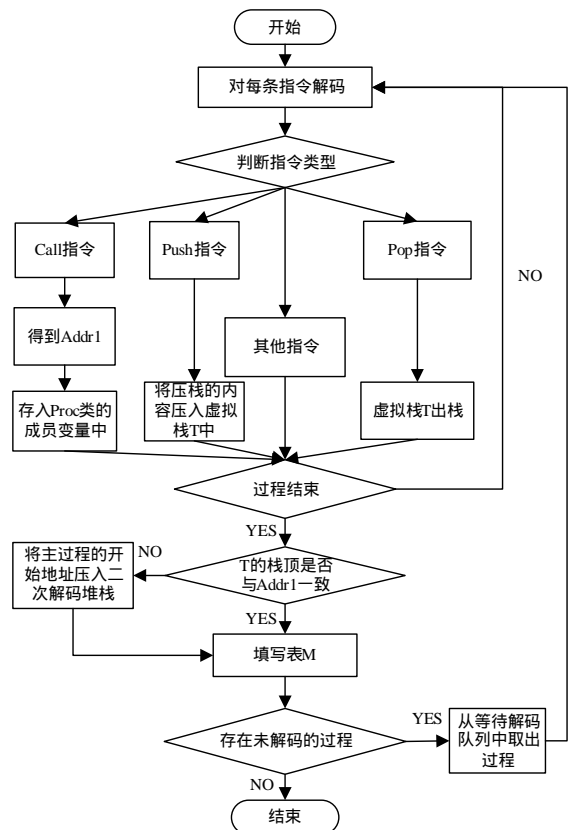 开始
对每条指令解码
判断指令类型
Call指令
Push指令
Pop指令
NO
得到Addr1
其他指令
存入Proc类的
成员变量中
将压栈的内
容压入虚拟
栈T中
虚拟栈T出栈
过程结束
YES
NO
将主过程的开
始地址压入二
次解码堆栈
T的栈顶是否
与Addr1一致
YES
填写表M
存在未解码的过程
YES
从等待解码
队列中取出
过程
NO
结束